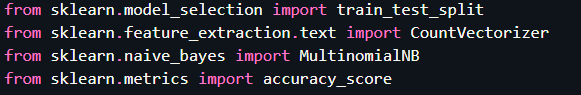 from sklearn.model_selection import train_test_split
from sklearn.feature_extraction.text import CountVectorizer
from sklearn.naive_bayes import MultinomialNB
from sklearn.metrics import accuracy_score